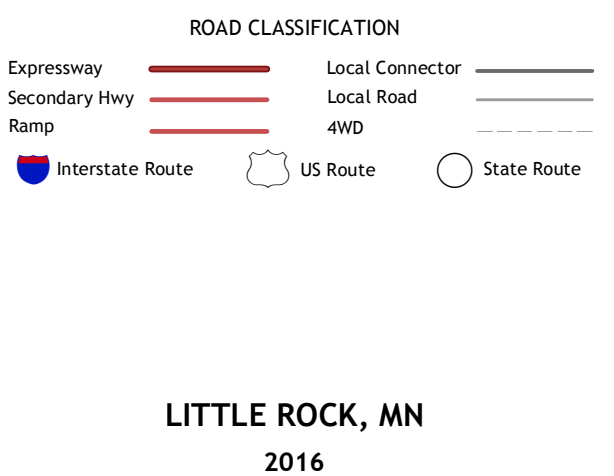 ROAD CLASSIFICATION
Expressway
Local Connector
Secondary Hwy
Local Road
Ramp
4WD
Interstate Route
US Route
State Route
LITTLE ROCK, MN
2016